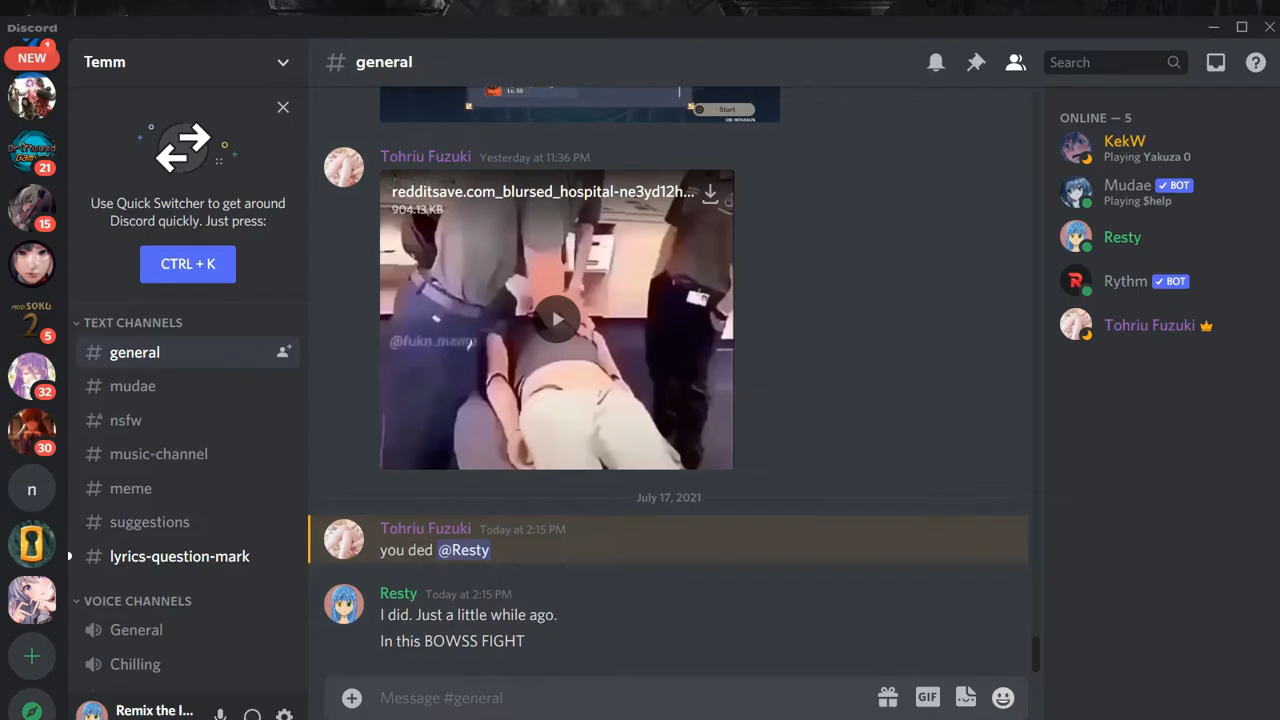 Discord
NEW
1
21
15
5
32
30
n
Temm
Use Quick Switcher to get around
Discord quickly. Just press:
CTRL + K
TEXT CHANNELS
general
mudae
nsfw
music-channel
meme
suggestions
lyrics-question-mark
VOICE CHANNELS
General
Chilling
Remix the I...
# general
Search
Lv. 55
Start
Tohriu Fuzuki Yesterday at 11:36 PM
redditsave.com_blursed_hospital-ne3yd12h...
904.13 KB
July 17, 2021
Tohriu Fuzuki Today at 2:15 PM
you ded @Resty
Resty Today at 2:15 PM
I did. Just a little while ago.
In this BOWSS FIGHT
Message #general
GIF
ONLINE — 5
KekW
Playing Yakuza 0
Mudae ✓ BOT
Playing $help
Resty
Rythm ✓ BOT
Tohriu Fuzuki